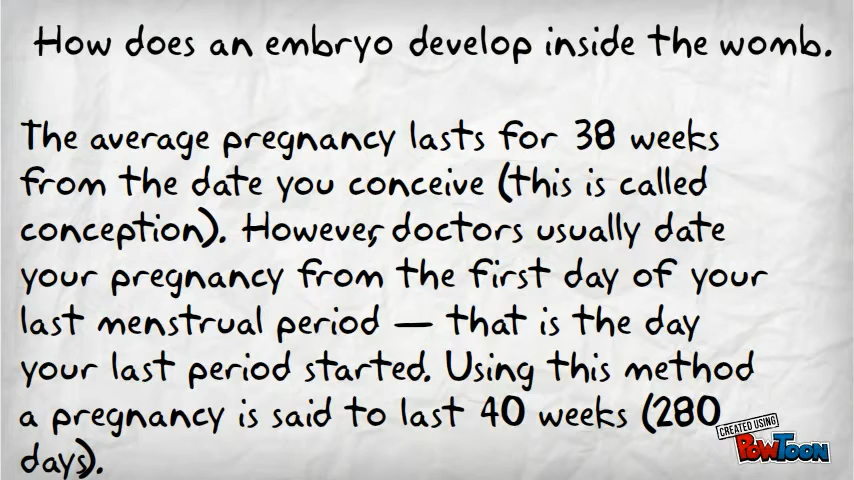 How does an embryo develop inside the womb.
The average pregnancy lasts for 38 weeks
from the date you conceive (this is called
conception). However, doctors usually date
your pregnancy from the first day of your
last menstrual period — that is the day
your last period started. Using this method
a pregnancy is said to last 40 weeks (280
days).
CREATED USING
POWTOON